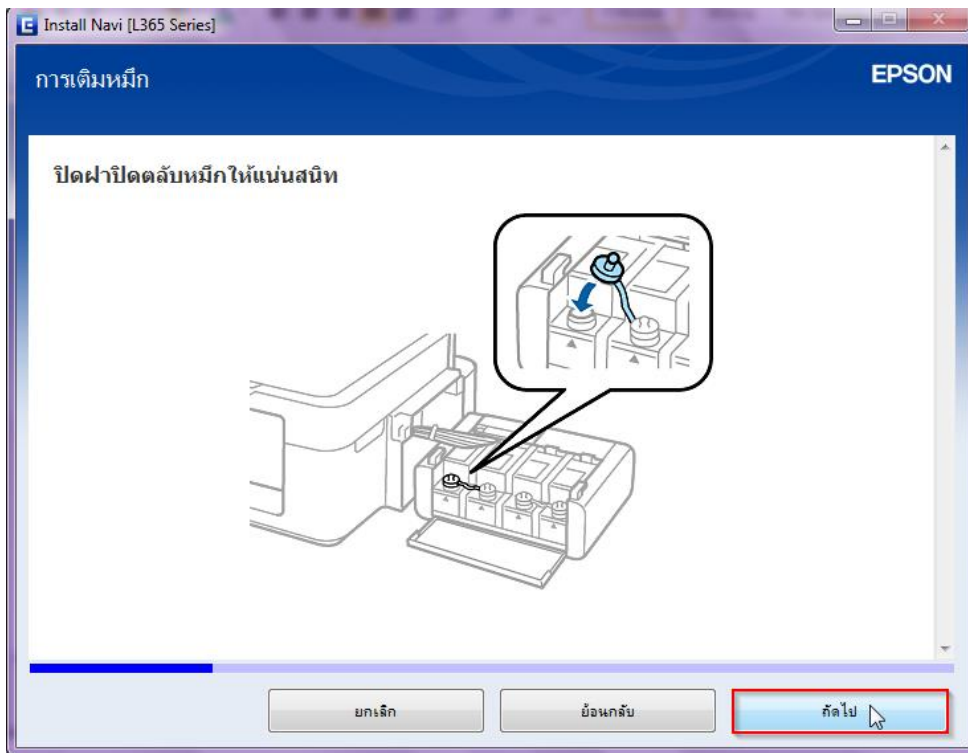 Install Navi [L365 Series]
การเติมหมึก
EPSON
ปิดฝาปิดตลับหมึกให้แน่นสนิท
ยกเลิก
ย้อนกลับ
ถัดไป